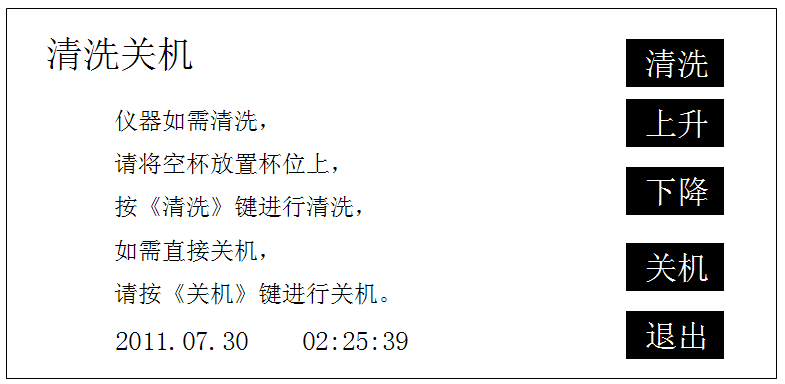 清洗关机
仪器如需清洗，
请将空杯放置杯位上，
按《清洗》键进行清洗，
如需直接关机，
请按《关机》键进行关机。
2011.07.30 02:25:39
清洗
上升
下降
关机
退出